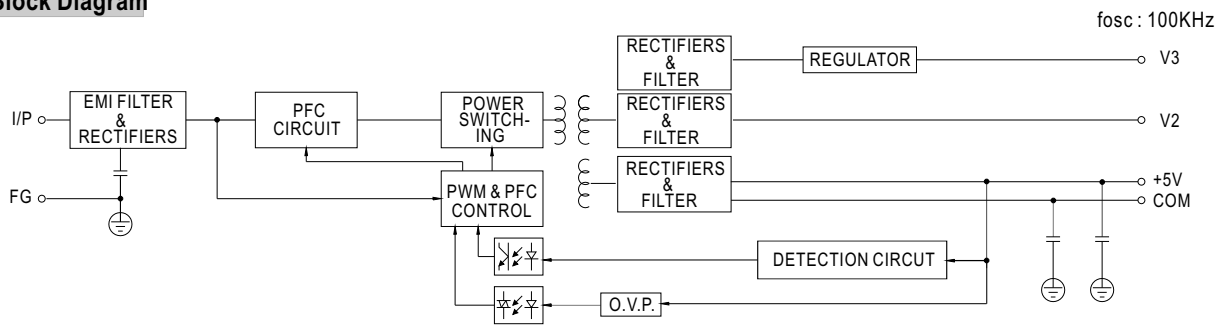 Block Diagram
fosc : 100KHz
I/P
EMI FILTER
&
RECTIFIERS
FG
PFC
CIRCUIT
POWER
SWITCH-
ING
PWM & PFC
CONTROL
RECTIFIERS
&
FILTER
REGULATOR
V3
RECTIFIERS
&
FILTER
V2
RECTIFIERS
&
FILTER
+5V
COM
DETECTION CIRCUT
O.V.P.